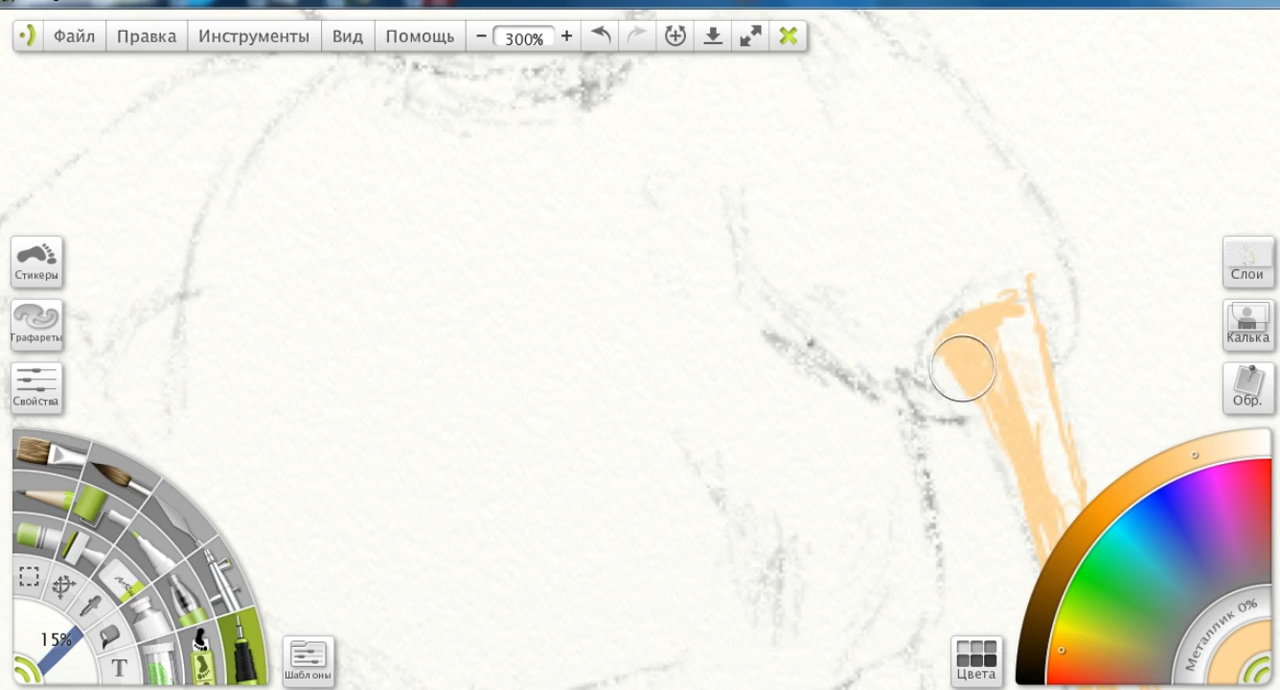 Файл Правка Инструменты Вид Помощь − 300% +
Стикеры
Трафареты
Свойства
Слои
Калька
Обр.
15%
T
Шаблоны
Цвета
Металлик 0%